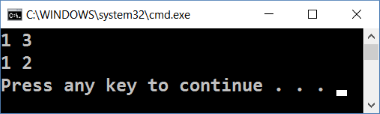 C:\WINDOWS\system32\cmd.exe
1 3
1 2
Press any key to continue . . .